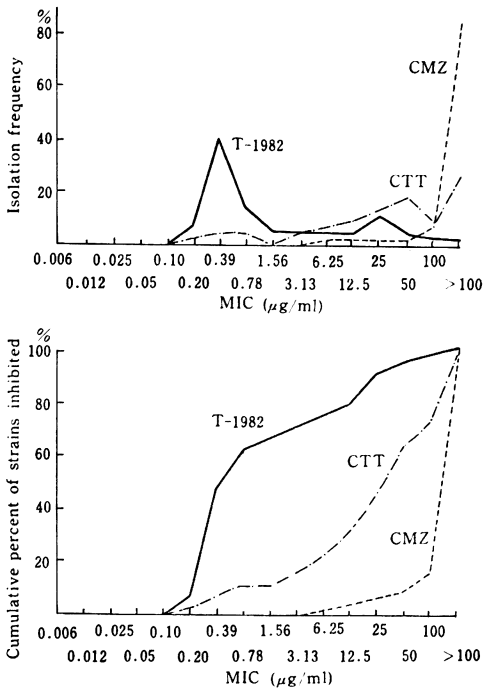 %
80
60
40
20
Isolation frequency
CMZ
T-1982
CTT
0.006 0.025 0.10 0.39 1.56 6.25 25 100
0.012 0.05 0.20 0.78 3.13 12.5 50 >100
MIC (μg/ml)
%
100
80
60
40
20
Cumulative percent of strains inhibited
T-1982
CTT
CMZ
0.006 0.025 0.10 0.39 1.56 6.25 25 100
0.012 0.05 0.20 0.78 3.13 12.5 50 >100
MIC (μg/ml)